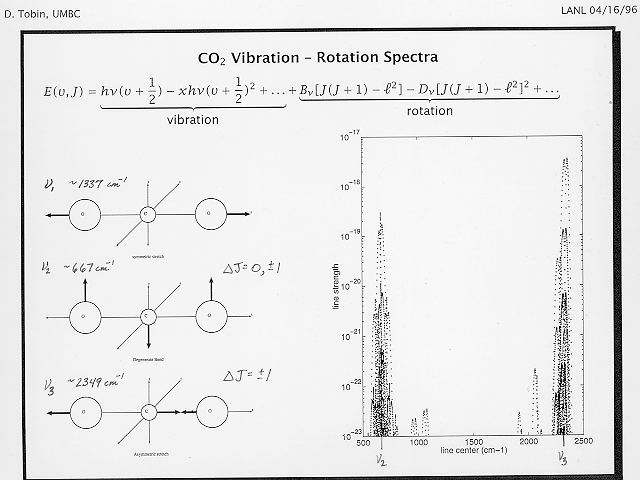 D. Tobin, UMBC
LANL 04/16/96
CO₂ Vibration – Rotation Spectra
E(υ,J) = hν(υ + 1/2) − xhν(υ + 1/2)² + ... + Bᵥ[J(J + 1) − ℓ²] − Dᵥ[J(J + 1) − ℓ²]² + ...
vibration
rotation
ν₁ ~1337 cm⁻¹
O C O
symmetric stretch
ν₂ ~667 cm⁻¹
ΔJ = 0, ±1
O C O
Degenerate Bend
ν₃ ~2349 cm⁻¹
ΔJ = ±1
O C O
Asymmetric stretch
line strength
10⁻¹⁷
10⁻¹⁸
10⁻¹⁹
10⁻²⁰
10⁻²¹
10⁻²²
10⁻²³
500 1000 1500 2000 2500
line center (cm−1)
ν₂ ν₃